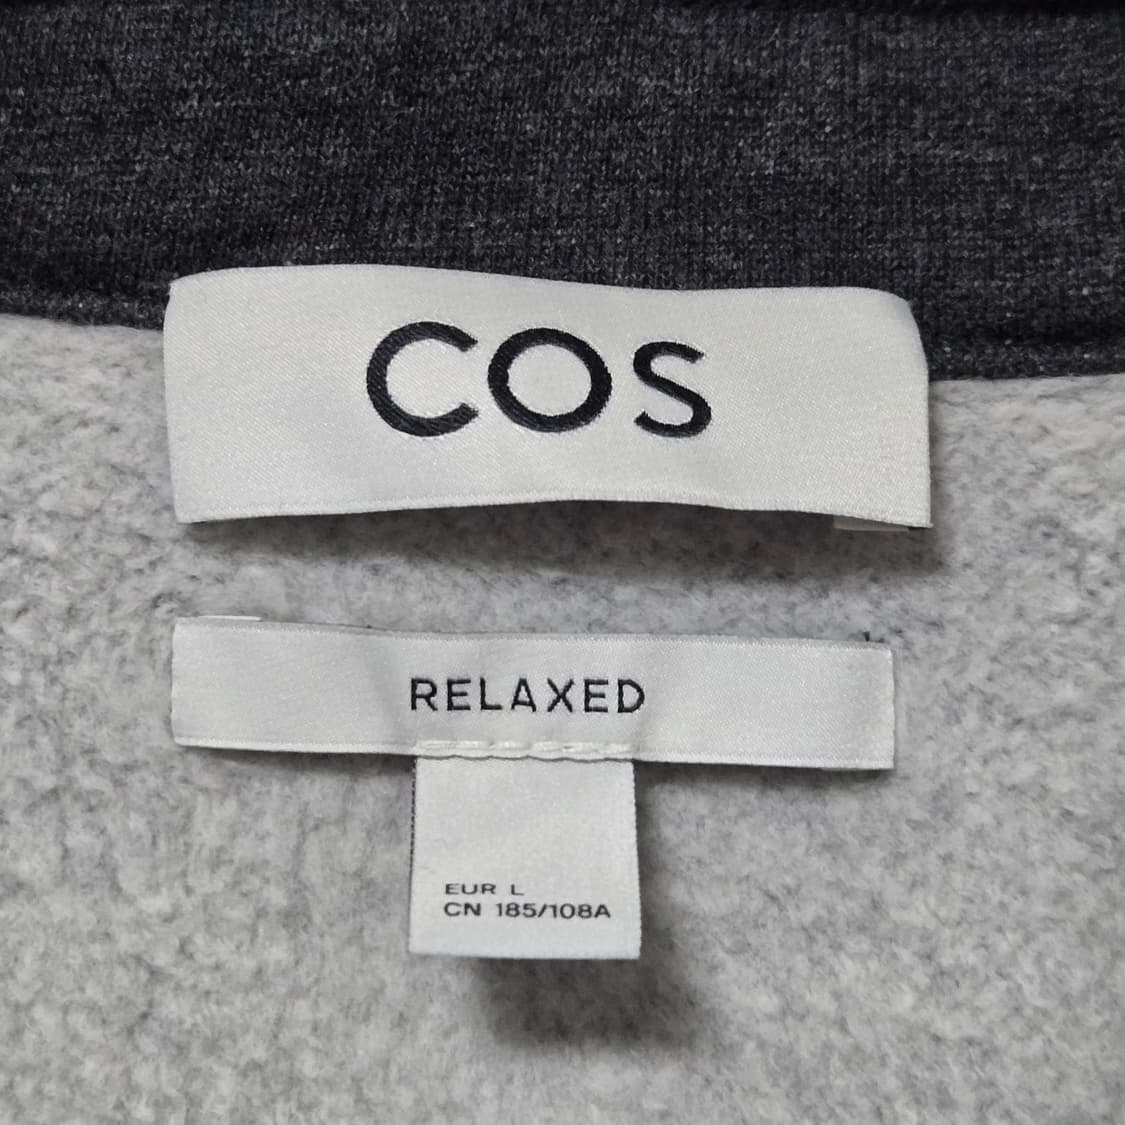 COS
RELAXED
EUR L
CN 185/108A